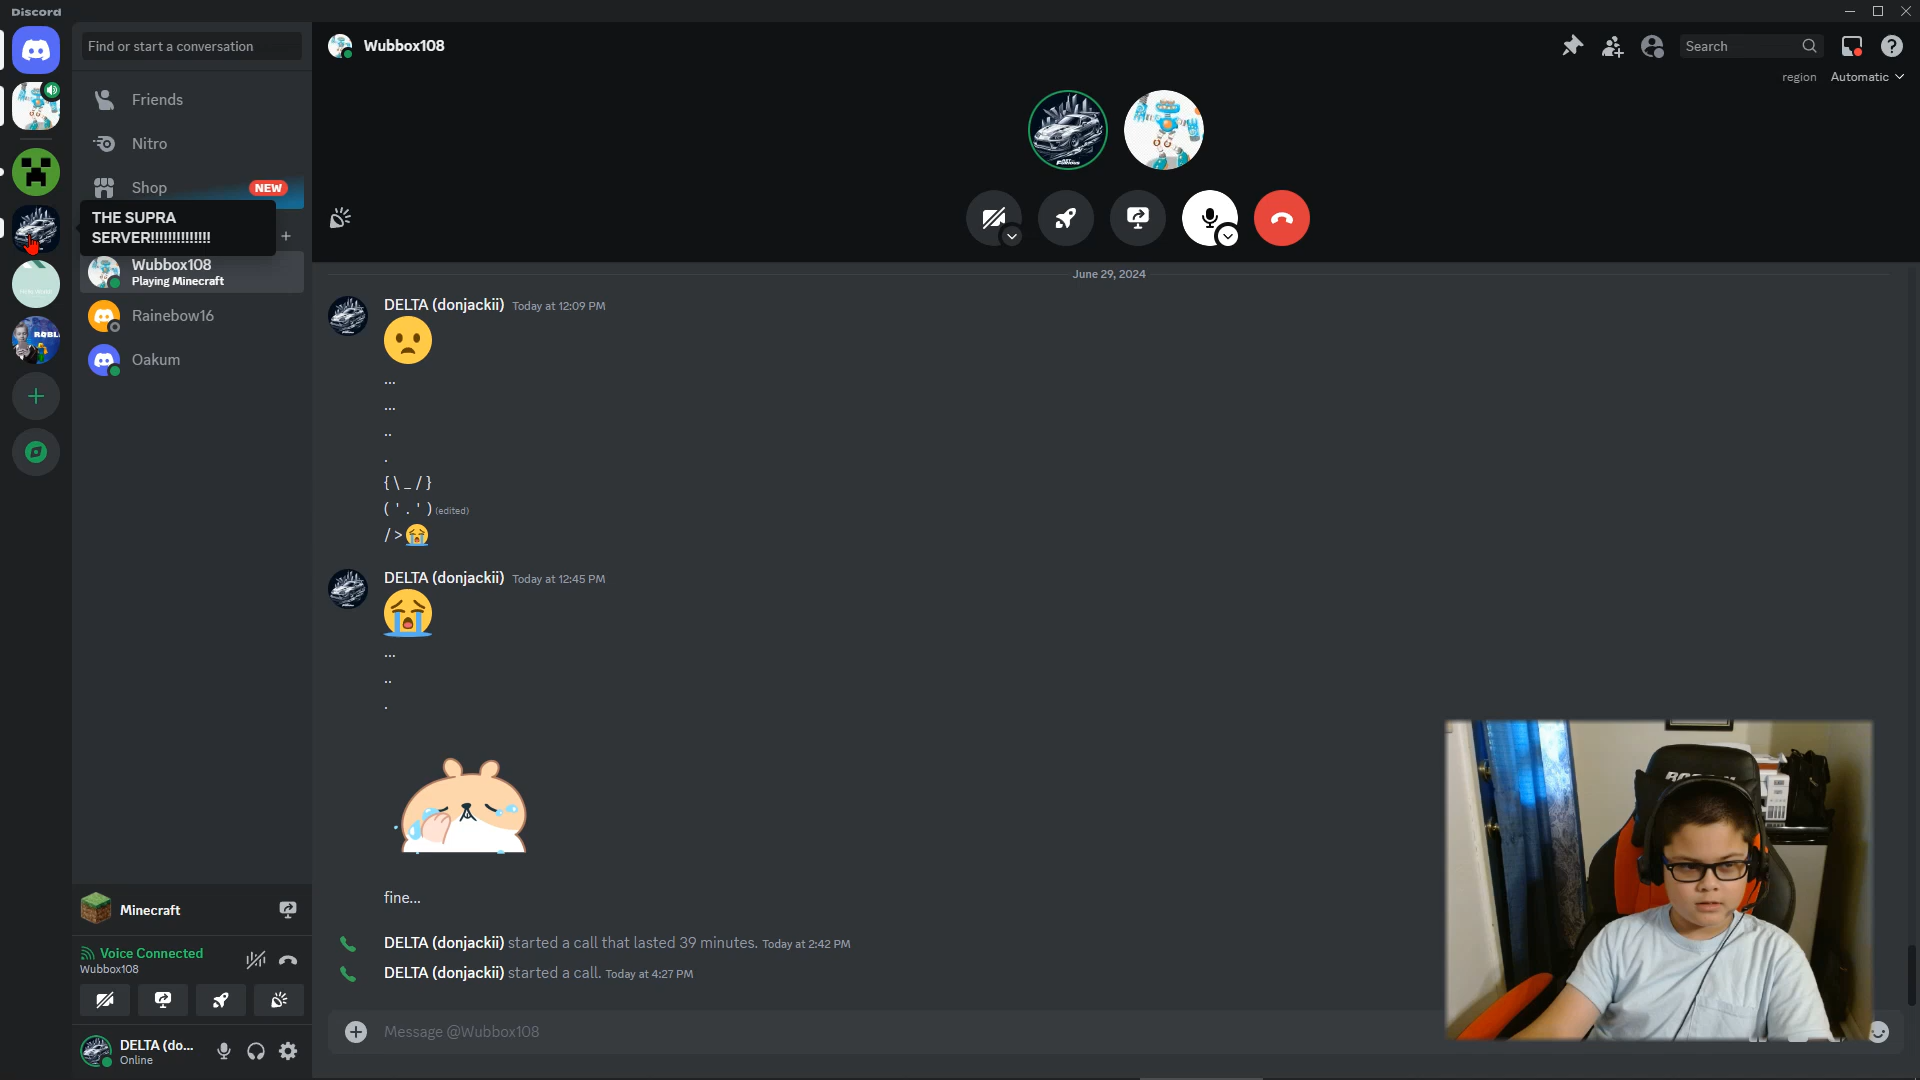 Discord
Find or start a conversation
Friends
Nitro
Shop
NEW
THE SUPRA
SERVER!!!!!!!!!!!!!!
Wubbox108
Playing Minecraft
Rainebow16
Oakum
Minecraft
Voice Connected
Wubbox108
DELTA (do...
Online
Wubbox108
Search
region Automatic
June 29, 2024
DELTA (donjackii) Today at 12:09 PM
...
...
..
.
{ \ _ / }
( ' . ' ) (edited)
/ >
DELTA (donjackii) Today at 12:45 PM
...
..
.
fine...
DELTA (donjackii) started a call that lasted 39 minutes. Today at 2:42 PM
DELTA (donjackii) started a call. Today at 4:27 PM
Message @Wubbox108